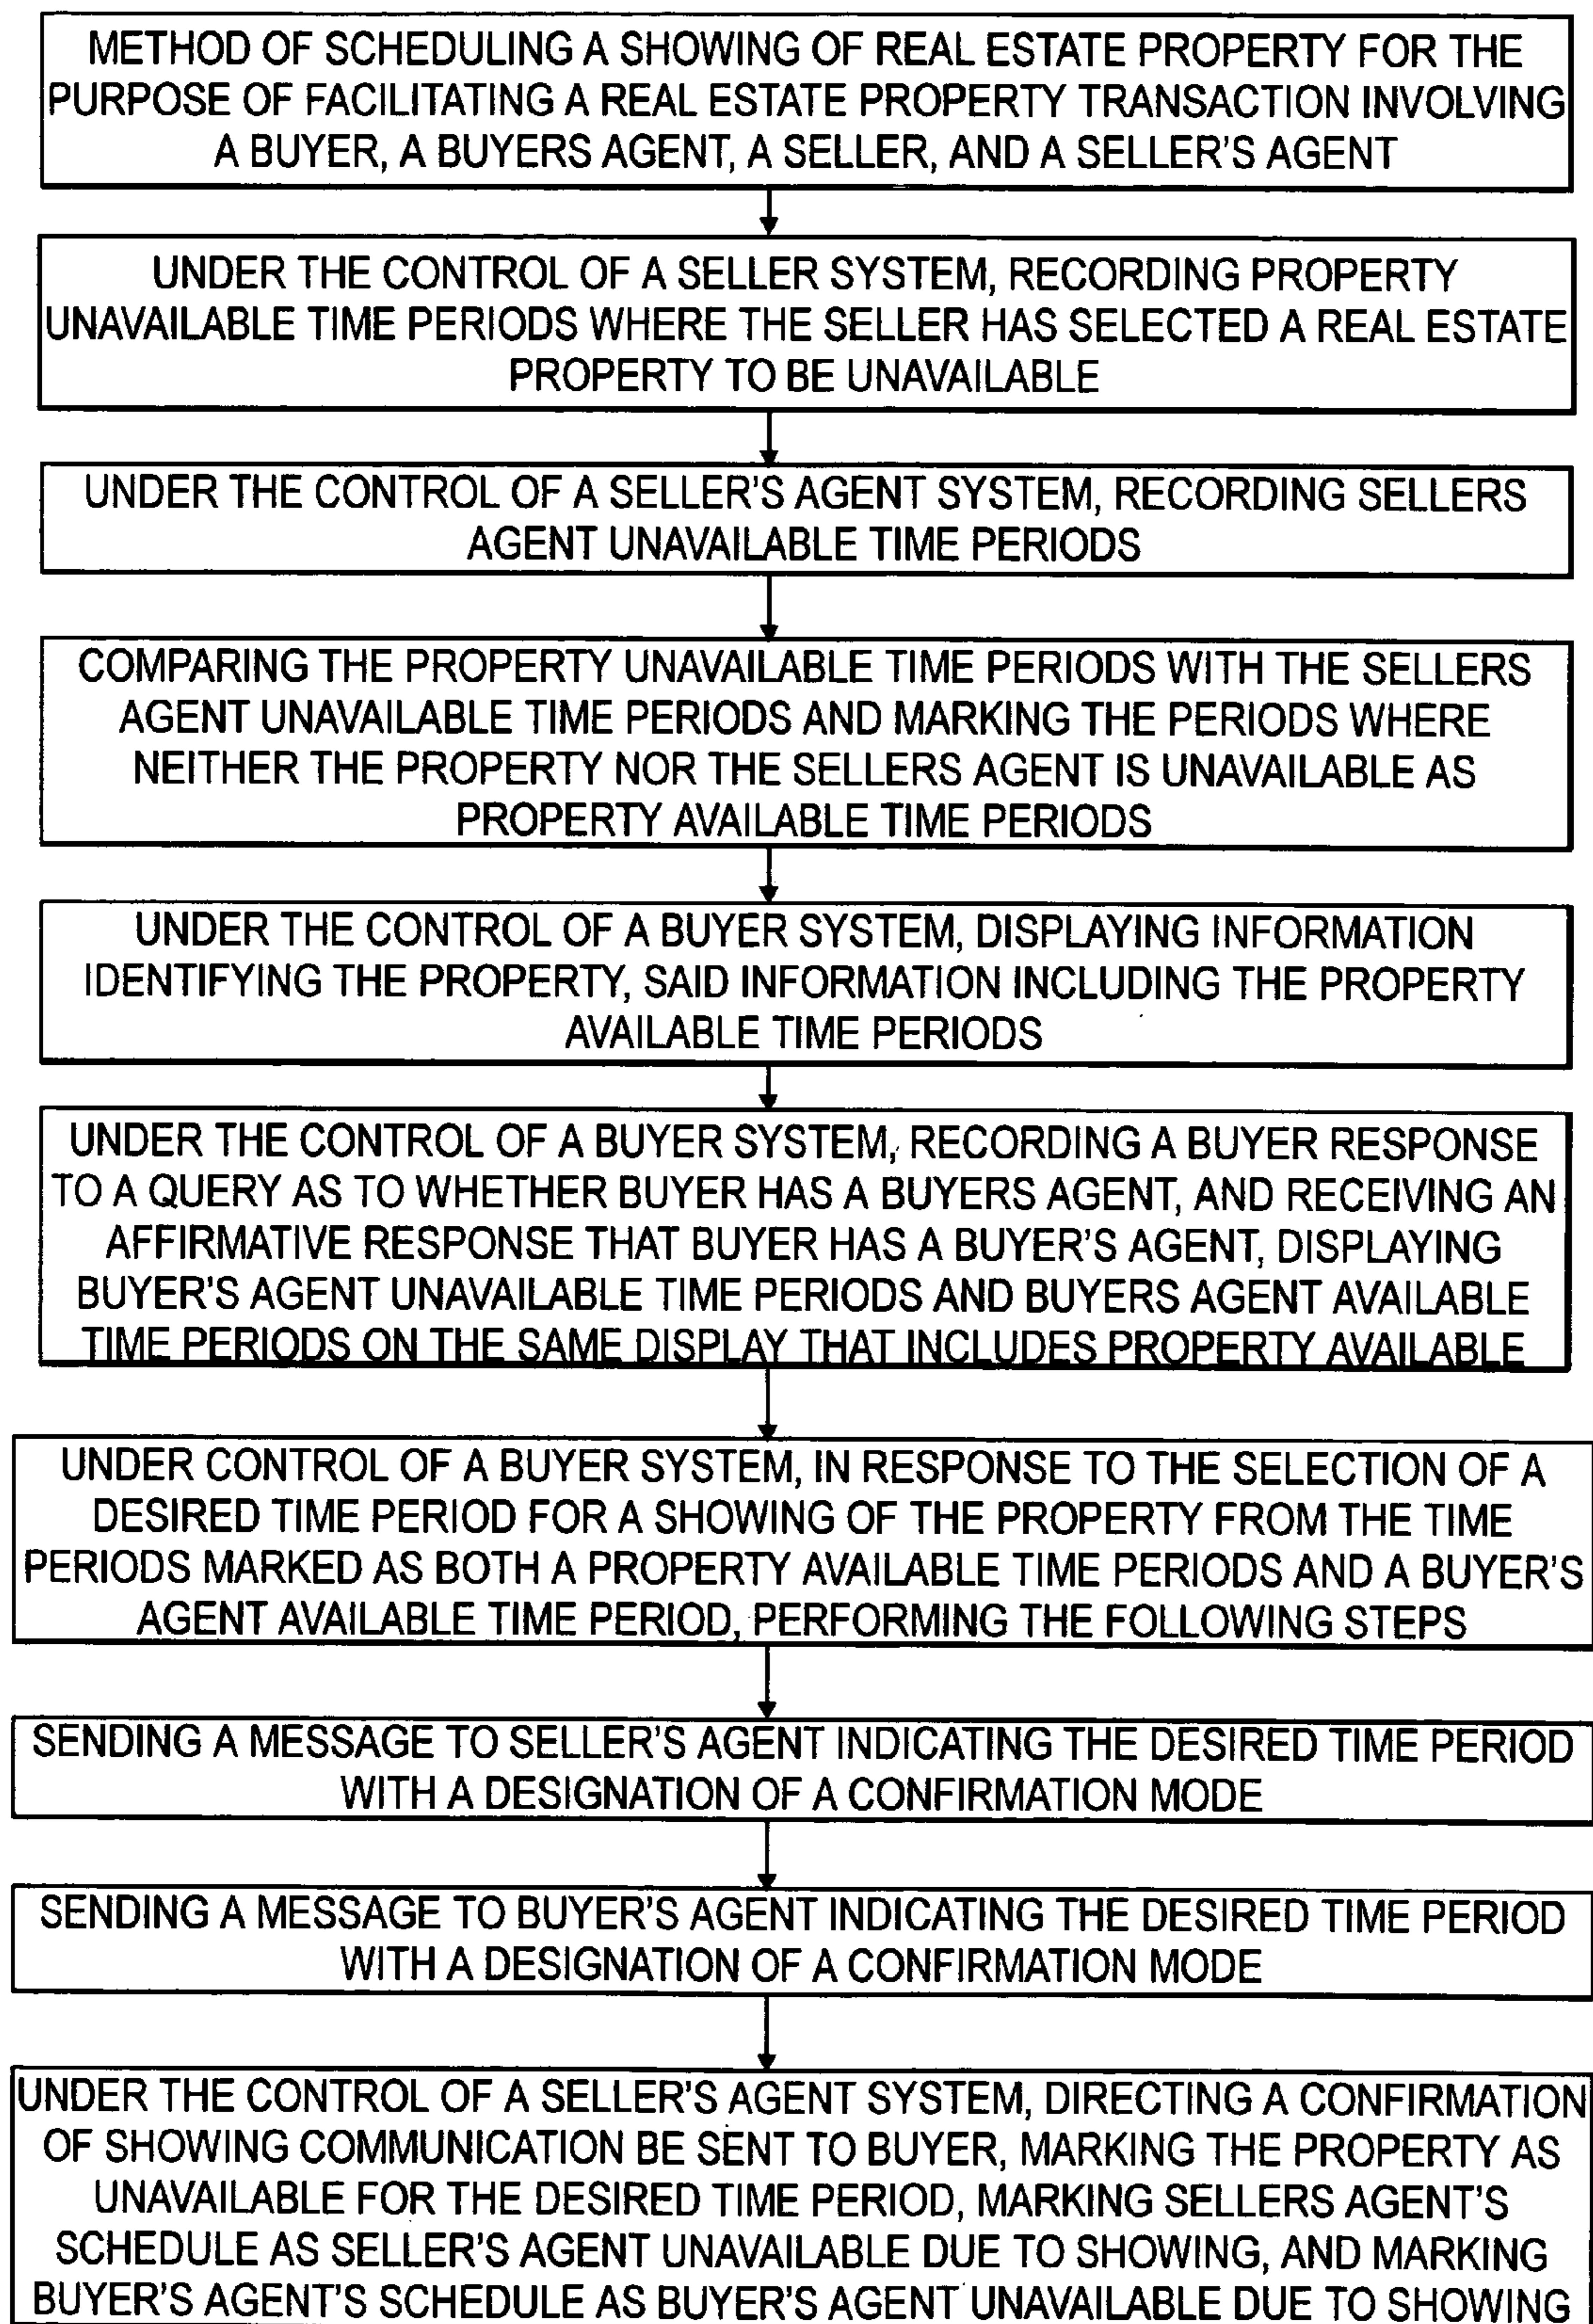 METHOD OF SCHEDULING A SHOWING OF REAL ESTATE PROPERTY FOR THE
PURPOSE OF FACILITATING A REAL ESTATE PROPERTY TRANSACTION INVOLVING
A BUYER, A BUYERS AGENT, A SELLER, AND A SELLER'S AGENT
UNDER THE CONTROL OF A SELLER SYSTEM, RECORDING PROPERTY
UNAVAILABLE TIME PERIODS WHERE THE SELLER HAS SELECTED A REAL ESTATE
PROPERTY TO BE UNAVAILABLE
UNDER THE CONTROL OF A SELLER'S AGENT SYSTEM, RECORDING SELLERS
AGENT UNAVAILABLE TIME PERIODS
COMPARING THE PROPERTY UNAVAILABLE TIME PERIODS WITH THE SELLERS
AGENT UNAVAILABLE TIME PERIODS AND MARKING THE PERIODS WHERE
NEITHER THE PROPERTY NOR THE SELLERS AGENT IS UNAVAILABLE AS
PROPERTY AVAILABLE TIME PERIODS
UNDER THE CONTROL OF A BUYER SYSTEM, DISPLAYING INFORMATION
IDENTIFYING THE PROPERTY, SAID INFORMATION INCLUDING THE PROPERTY
AVAILABLE TIME PERIODS
UNDER THE CONTROL OF A BUYER SYSTEM, RECORDING A BUYER RESPONSE
TO A QUERY AS TO WHETHER BUYER HAS A BUYERS AGENT, AND RECEIVING AN
AFFIRMATIVE RESPONSE THAT BUYER HAS A BUYER'S AGENT, DISPLAYING
BUYER'S AGENT UNAVAILABLE TIME PERIODS AND BUYERS AGENT AVAILABLE
TIME PERIODS ON THE SAME DISPLAY THAT INCLUDES PROPERTY AVAILABLE
UNDER CONTROL OF A BUYER SYSTEM, IN RESPONSE TO THE SELECTION OF A
DESIRED TIME PERIOD FOR A SHOWING OF THE PROPERTY FROM THE TIME
PERIODS MARKED AS BOTH A PROPERTY AVAILABLE TIME PERIODS AND A BUYER'S
AGENT AVAILABLE TIME PERIOD, PERFORMING THE FOLLOWING STEPS
SENDING A MESSAGE TO SELLER'S AGENT INDICATING THE DESIRED TIME PERIOD
WITH A DESIGNATION OF A CONFIRMATION MODE
SENDING A MESSAGE TO BUYER'S AGENT INDICATING THE DESIRED TIME PERIOD
WITH A DESIGNATION OF A CONFIRMATION MODE
UNDER THE CONTROL OF A SELLER'S AGENT SYSTEM, DIRECTING A CONFIRMATION
OF SHOWING COMMUNICATION BE SENT TO BUYER, MARKING THE PROPERTY AS
UNAVAILABLE FOR THE DESIRED TIME PERIOD, MARKING SELLERS AGENT'S
SCHEDULE AS SELLER'S AGENT UNAVAILABLE DUE TO SHOWING, AND MARKING
BUYER'S AGENT'S SCHEDULE AS BUYER'S AGENT UNAVAILABLE DUE TO SHOWING